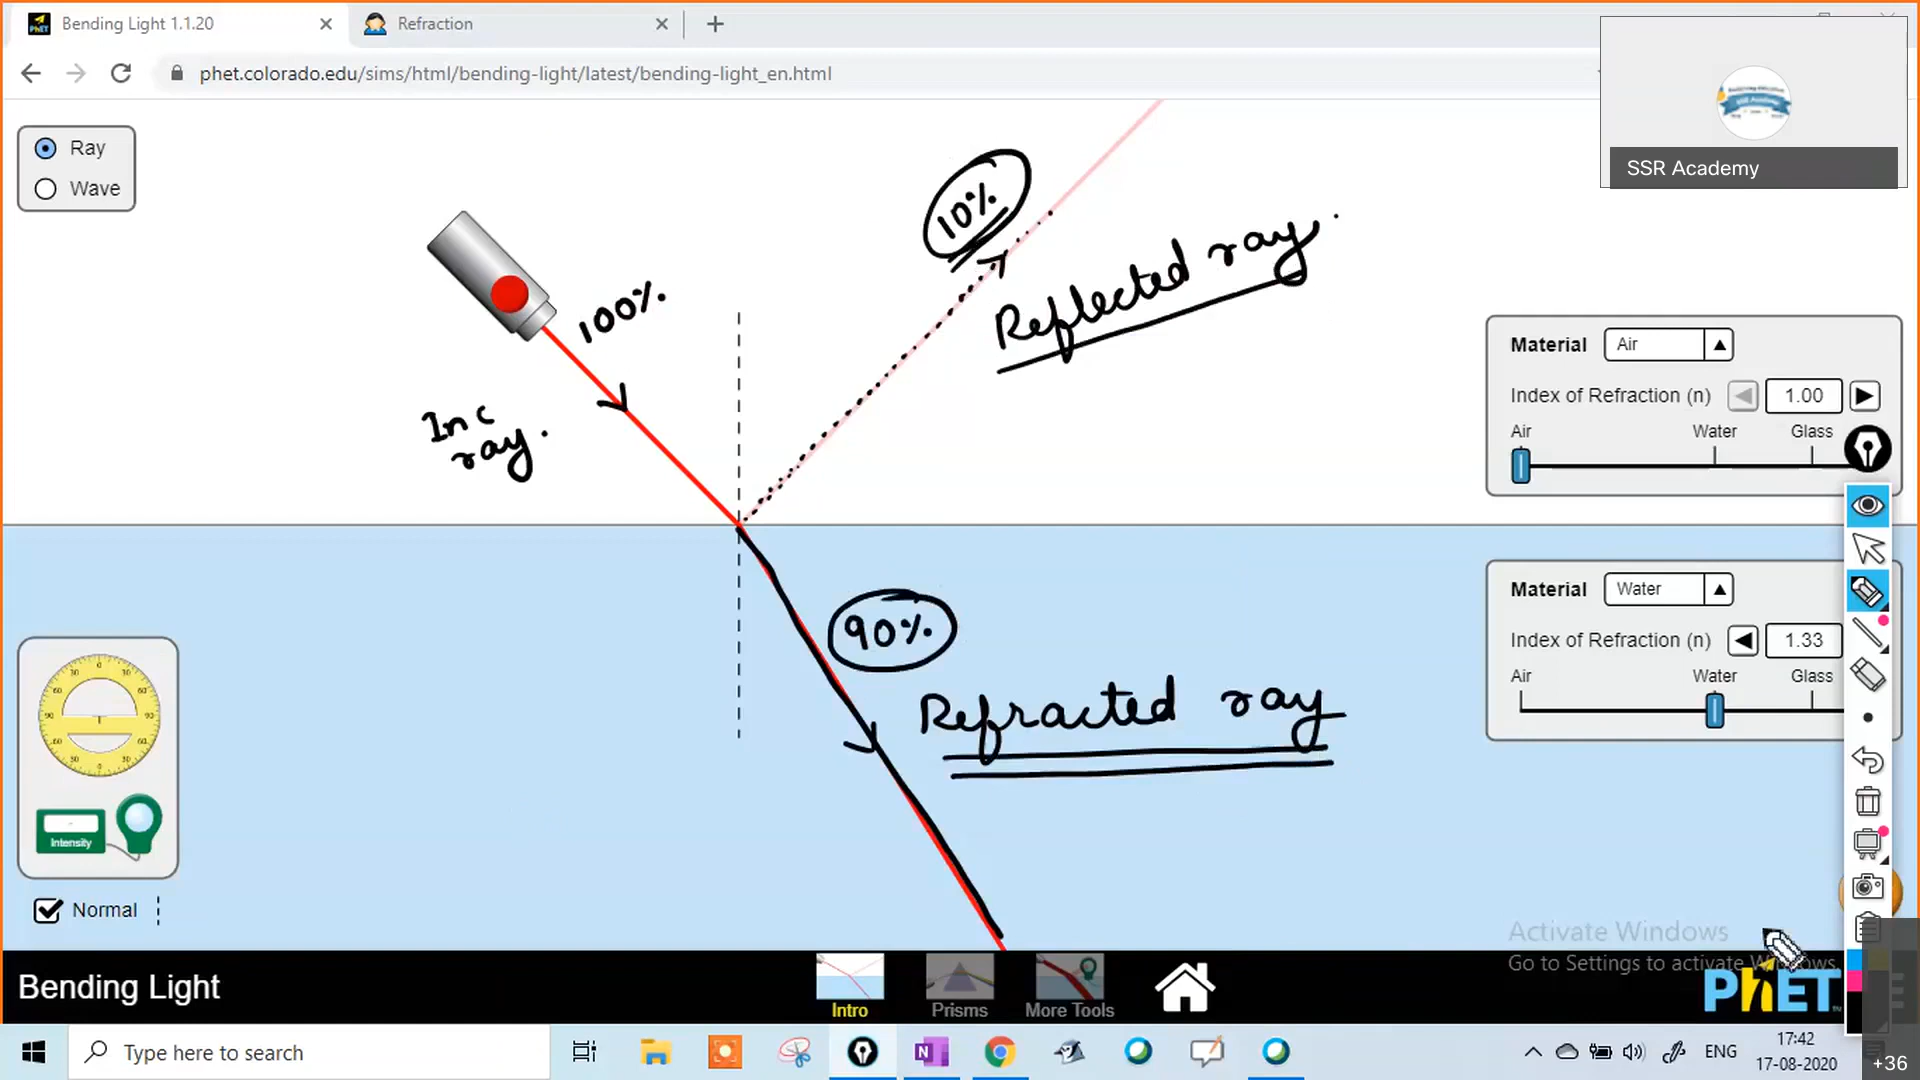 Bending Light 1.1.20
Refraction
phet.colorado.edu/sims/html/bending-light/latest/bending-light_en.html
SSR Academy
Ray
Wave
10%
Reflected ray.
100%
Inc
ray.
Material Air
Index of Refraction (n) 1.00
Air Water Glass
90%
Refracted ray
Material Water
Index of Refraction (n) 1.33
Air Water Glass
Intensity
Normal
Activate Windows
Go to Settings to activate Windows.
Bending Light
Intro
Prisms
More Tools
PhET
Type here to search
ENG
17:42
17-08-2020
+36